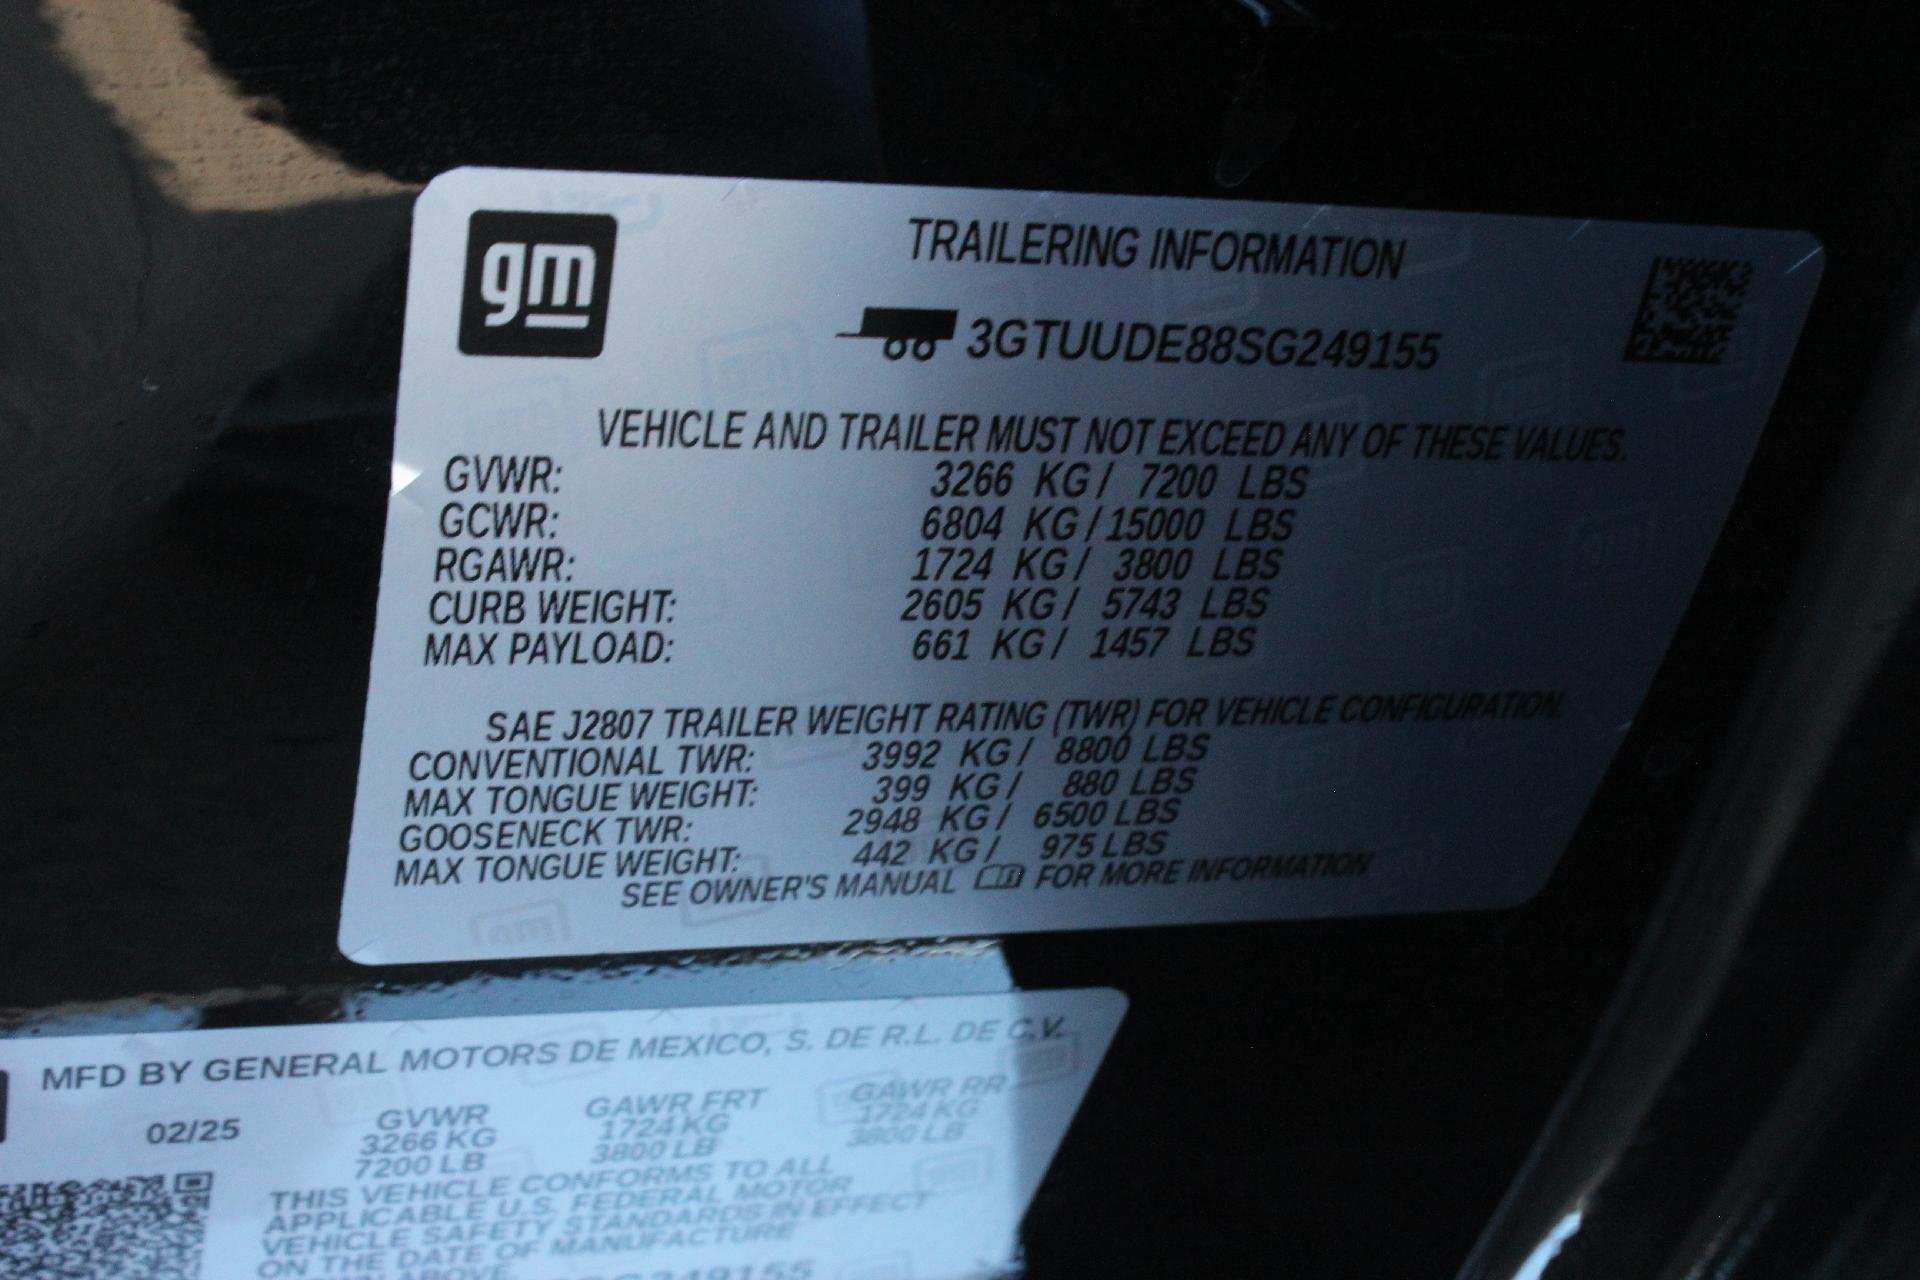 gm
TRAILERING INFORMATION
3GTUUDE88SG249155
VEHICLE AND TRAILER MUST NOT EXCEED ANY OF THESE VALUES.
GVWR: 3266 KG / 7200 LBS
GCWR: 6804 KG / 15000 LBS
RGAWR: 1724 KG / 3800 LBS
CURB WEIGHT: 2605 KG / 5743 LBS
MAX PAYLOAD: 661 KG / 1457 LBS
SAE J2807 TRAILER WEIGHT RATING (TWR) FOR VEHICLE CONFIGURATION.
CONVENTIONAL TWR: 3992 KG / 8800 LBS
MAX TONGUE WEIGHT: 399 KG / 880 LBS
GOOSENECK TWR: 2948 KG / 6500 LBS
MAX TONGUE WEIGHT: 442 KG / 975 LBS
SEE OWNER'S MANUAL FOR MORE INFORMATION
MFD BY GENERAL MOTORS DE MEXICO, S. DE R.L. DE C.V.
02/25 GVWR GAWR FRT GAWR RR
3266 KG 1724 KG 1724 KG
7200 LB 3800 LB 3800 LB
THIS VEHICLE CONFORMS TO ALL
APPLICABLE U.S. FEDERAL MOTOR
VEHICLE SAFETY STANDARDS IN EFFECT
ON THE DATE OF MANUFACTURE
ABOVE
SG249155